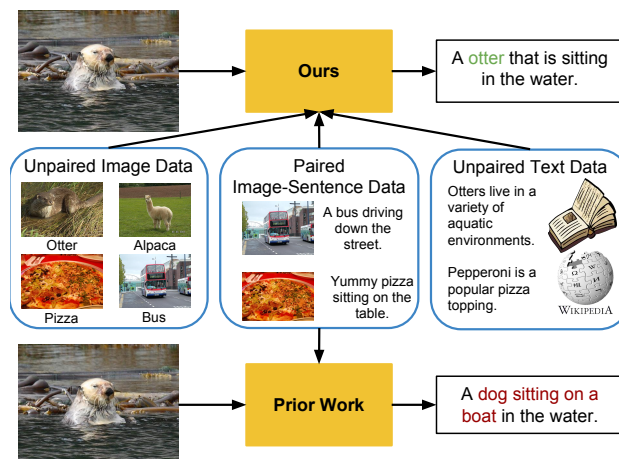 Ours
A otter that is sitting
in the water.
Unpaired Image Data
Otter
Alpaca
Pizza
Bus
Paired
Image-Sentence Data
A bus driving
down the
street.
Yummy pizza
sitting on the
table.
Unpaired Text Data
Otters live in a
variety of
aquatic
environments.
Pepperoni is a
popular pizza
topping.
WIKIPEDIA
Prior Work
A dog sitting on a
boat in the water.